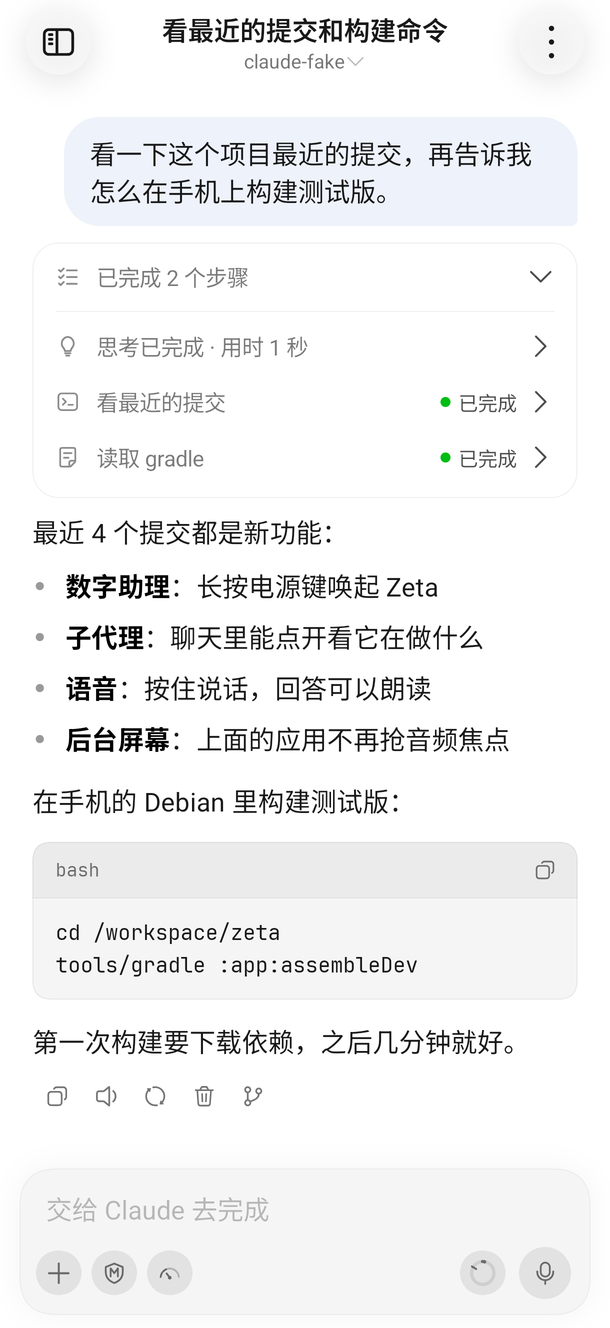 看最近的提交和构建命令
claude-fake
看一下这个项目最近的提交，再告诉我
怎么在手机上构建测试版。
已完成 2 个步骤
思考已完成 · 用时 1 秒
看最近的提交 已完成
读取 gradle 已完成
最近 4 个提交都是新功能：
• 数字助理：长按电源键唤起 Zeta
• 子代理：聊天里能点开看它在做什么
• 语音：按住说话，回答可以朗读
• 后台屏幕：上面的应用不再抢音频焦点
在手机的 Debian 里构建测试版：
bash
cd /workspace/zeta
tools/gradle :app:assembleDev
第一次构建要下载依赖，之后几分钟就好。
交给 Claude 去完成